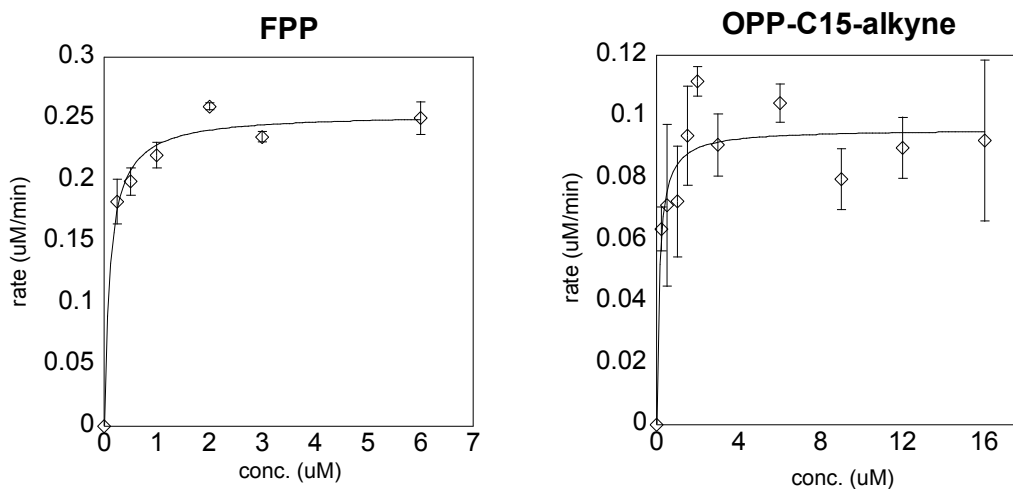 FPP
0.3
0.25
0.2
0.15
0.1
0.05
0
rate (uM/min)
0 1 2 3 4 5 6 7
conc. (uM)
OPP-C15-alkyne
0.12
0.1
0.08
0.06
0.04
0.02
0
rate (uM/min)
0 4 8 12 16
conc. (uM)